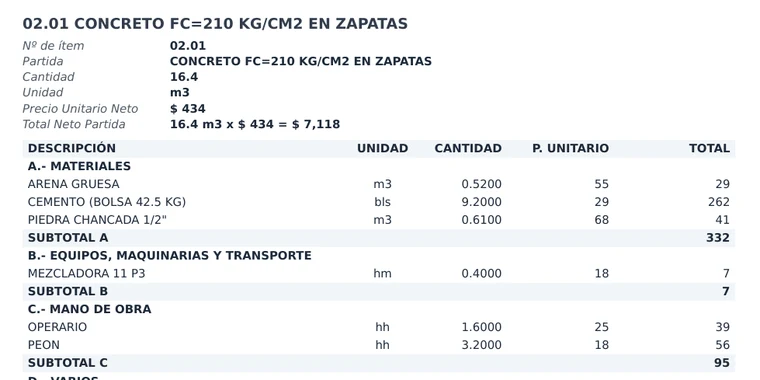 02.01 CONCRETO FC=210 KG/CM2 EN ZAPATAS
Nº de ítem 02.01
Partida CONCRETO FC=210 KG/CM2 EN ZAPATAS
Cantidad 16.4
Unidad m3
Precio Unitario Neto $ 434
Total Neto Partida 16.4 m3 x $ 434 = $ 7,118
DESCRIPCIÓN UNIDAD CANTIDAD P. UNITARIO TOTAL
A.- MATERIALES
ARENA GRUESA m3 0.5200 55 29
CEMENTO (BOLSA 42.5 KG) bls 9.2000 29 262
PIEDRA CHANCADA 1/2" m3 0.6100 68 41
SUBTOTAL A 332
B.- EQUIPOS, MAQUINARIAS Y TRANSPORTE
MEZCLADORA 11 P3 hm 0.4000 18 7
SUBTOTAL B 7
C.- MANO DE OBRA
OPERARIO hh 1.6000 25 39
PEON hh 3.2000 18 56
SUBTOTAL C 95
D.- VARIOS